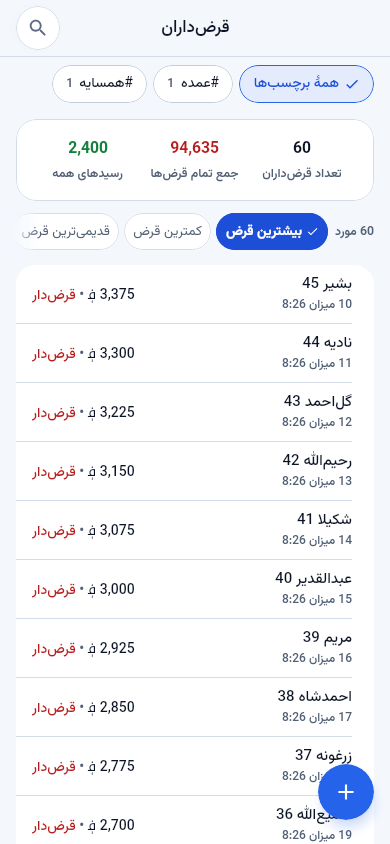 قرض‌داران
همهٔ برچسب‌ها #عمده 1 #همسایه 1
60 94,635 2,400
تعداد قرض‌داران جمع تمام قرض‌ها رسیدهای همه
60 مورد بیشترین قرض کمترین قرض قدیمی‌ترین قرض
بشیر 45 3,375 ؋ • قرض‌دار
10 میزان 8:26
نادیه 44 3,300 ؋ • قرض‌دار
11 میزان 8:26
گل‌احمد 43 3,225 ؋ • قرض‌دار
12 میزان 8:26
رحیم‌الله 42 3,150 ؋ • قرض‌دار
13 میزان 8:26
شکیلا 41 3,075 ؋ • قرض‌دار
14 میزان 8:26
عبدالقدیر 40 3,000 ؋ • قرض‌دار
15 میزان 8:26
مریم 39 2,925 ؋ • قرض‌دار
16 میزان 8:26
احمدشاه 38 2,850 ؋ • قرض‌دار
17 میزان 8:26
زرغونه 37 2,775 ؋ • قرض‌دار
8:26
36 2,700 ؋ • قرض‌دار
19 میزان 8:26